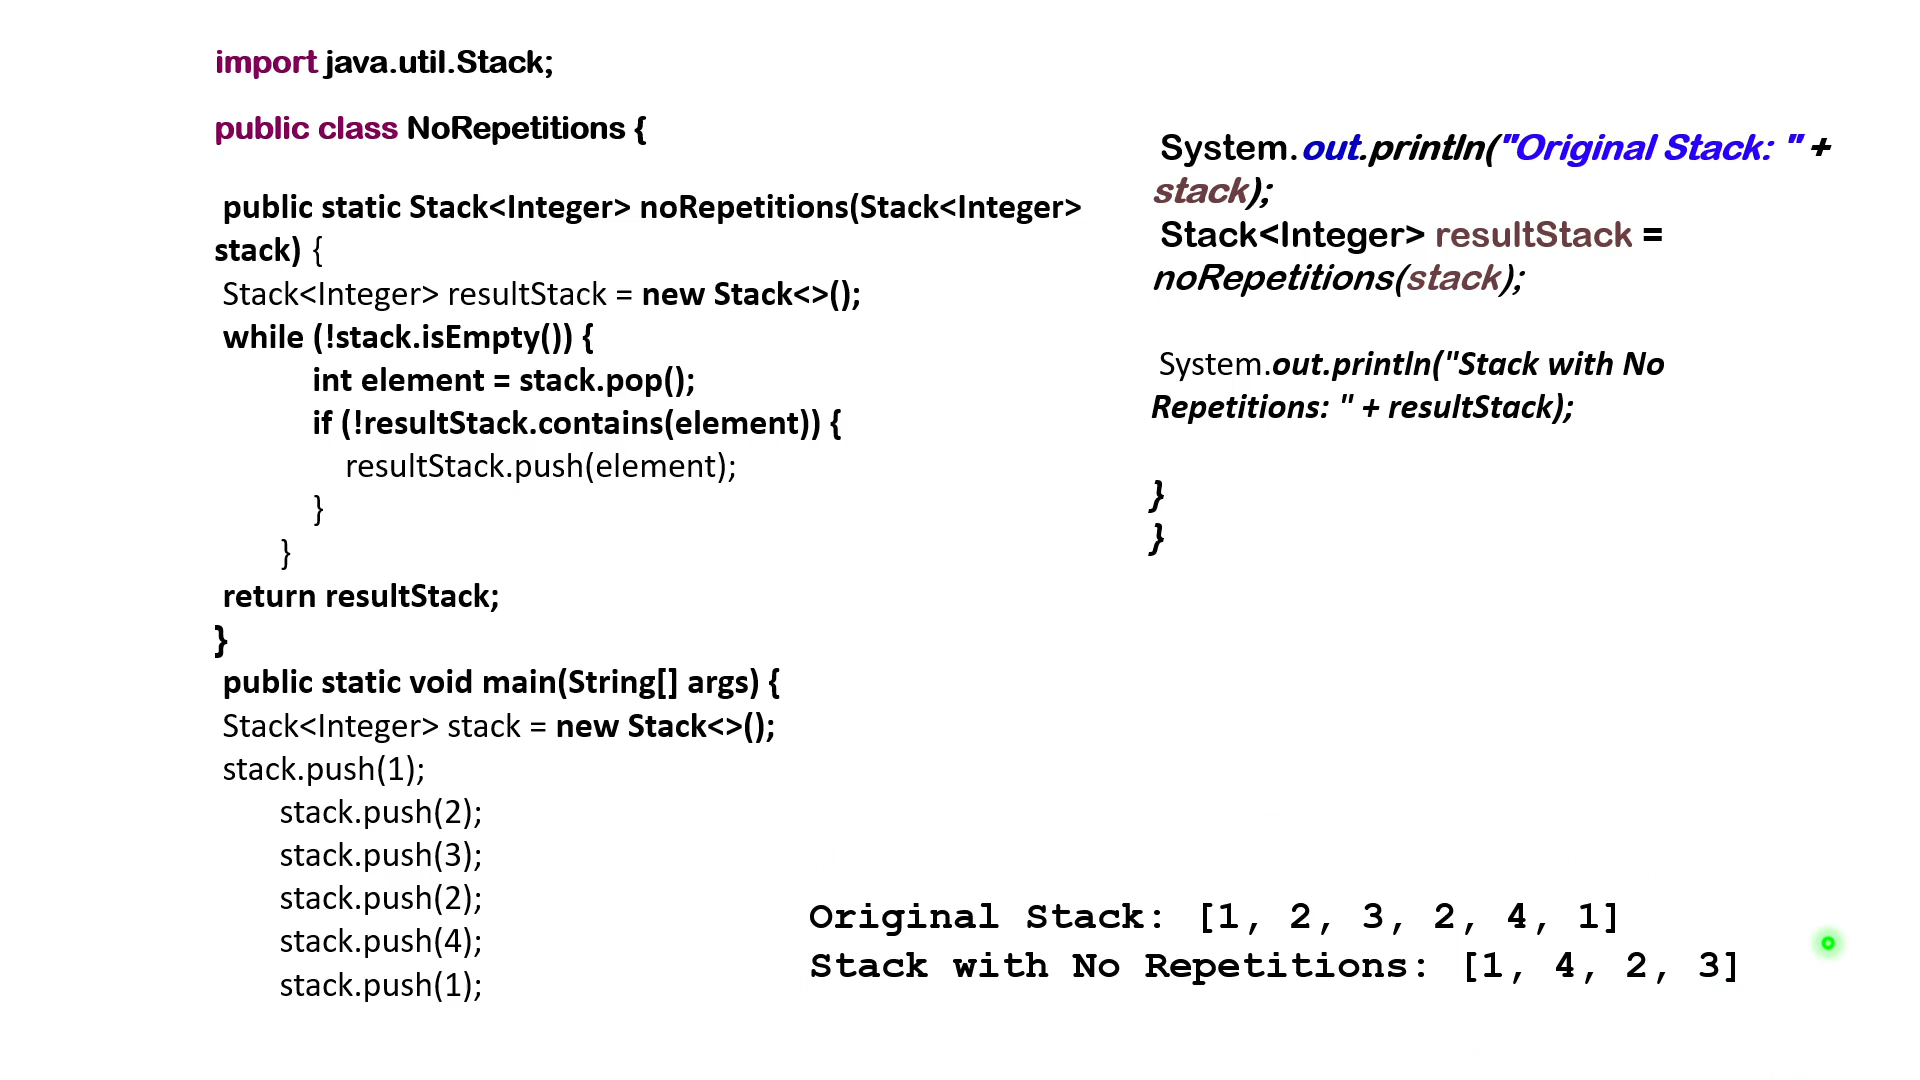 import java.util.Stack;
public class NoRepetitions {
public static Stack<Integer> noRepetitions(Stack<Integer>
stack) {
Stack<Integer> resultStack = new Stack<>();
while (!stack.isEmpty()) {
int element = stack.pop();
if (!resultStack.contains(element)) {
resultStack.push(element);
}
}
return resultStack;
}
public static void main(String[] args) {
Stack<Integer> stack = new Stack<>();
stack.push(1);
stack.push(2);
stack.push(3);
stack.push(2);
stack.push(4);
stack.push(1);
System.out.println("Original Stack: " +
stack);
Stack<Integer> resultStack =
noRepetitions(stack);
System.out.println("Stack with No
Repetitions: " + resultStack);
}
}
Original Stack: [1, 2, 3, 2, 4, 1]
Stack with No Repetitions: [1, 4, 2, 3]